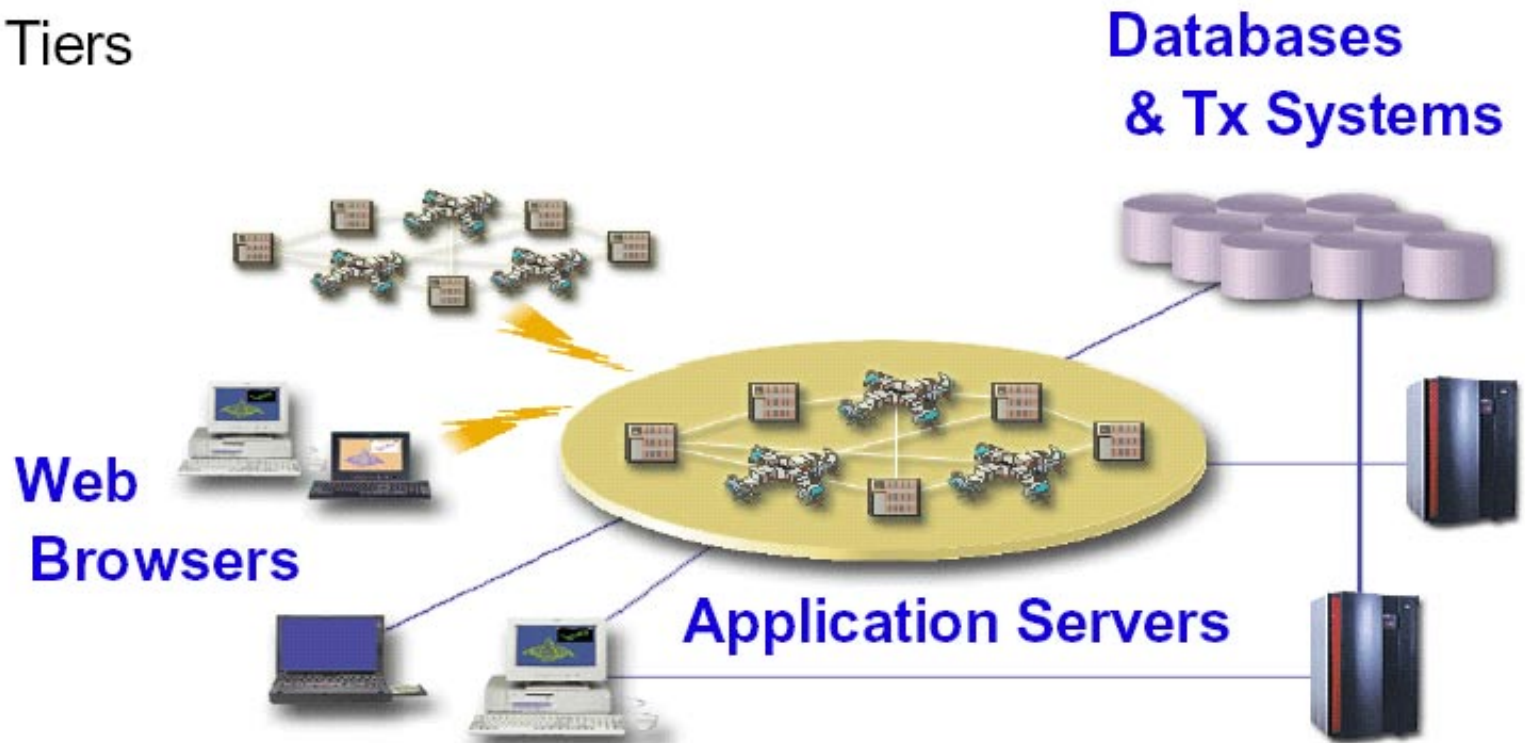 Tiers
Databases
& Tx Systems
Web
Browsers
Application Servers